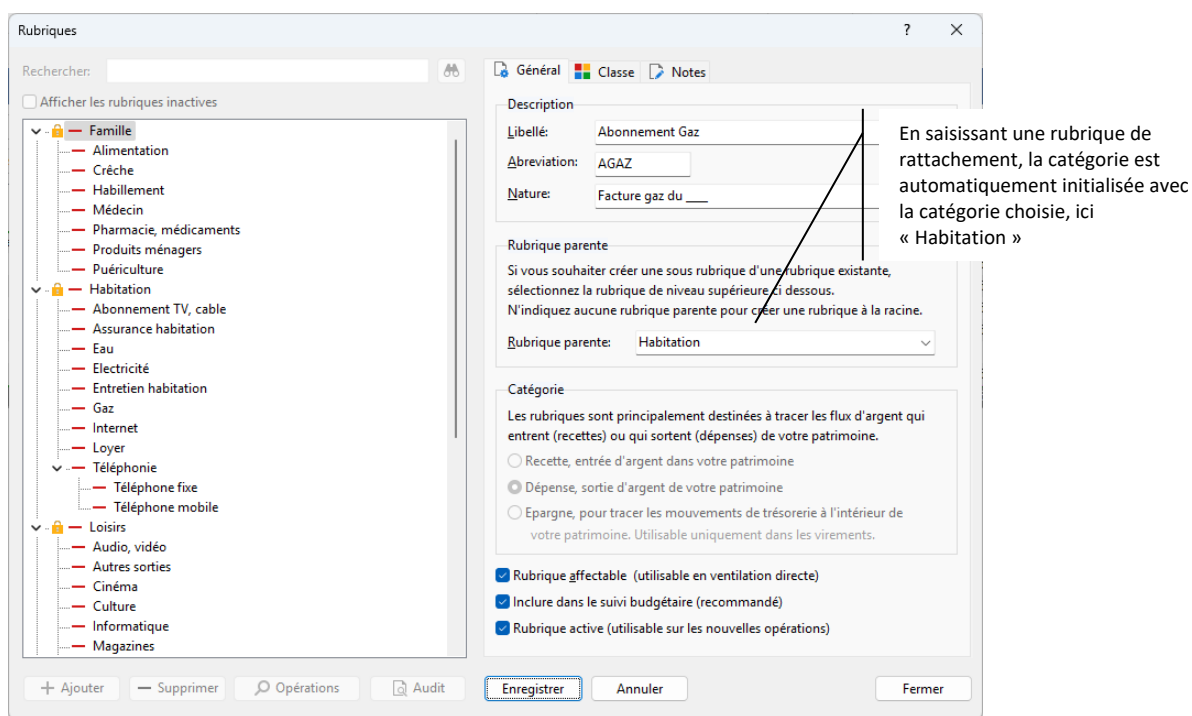 Rubriques
?
Rechercher:
Afficher les rubriques inactives
Famille
Alimentation
Crêche
Habillement
Médecin
Pharmacie, médicaments
Produits ménagers
Puériculture
Habitation
Abonnement TV, cable
Assurance habitation
Eau
Electricité
Entretien habitation
Gaz
Internet
Loyer
Téléphonie
Téléphone fixe
Téléphone mobile
Loisirs
Audio, vidéo
Autres sorties
Cinéma
Culture
Informatique
Magazines
Ajouter
Supprimer
Opérations
Audit
Général
Classe
Notes
Description
Libellé: Abonnement Gaz
Abreviation: AGAZ
Nature: Facture gaz du ___
Rubrique parente
Si vous souhaiter créer une sous rubrique d'une rubrique existante,
sélectionnez la rubrique de niveau supérieure ci dessous.
N'indiquez aucune rubrique parente pour créer une rubrique à la racine.
Rubrique parente: Habitation
Catégorie
Les rubriques sont principalement destinées à tracer les flux d'argent qui
entrent (recettes) ou qui sortent (dépenses) de votre patrimoine.
Recette, entrée d'argent dans votre patrimoine
Dépense, sortie d'argent de votre patrimoine
Epargne, pour tracer les mouvements de trésorerie à l'intérieur de
votre patrimoine. Utilisable uniquement dans les virements.
Rubrique affectable (utilisable en ventilation directe)
Inclure dans le suivi budgétaire (recommandé)
Rubrique active (utilisable sur les nouvelles opérations)
Enregistrer
Annuler
Fermer
En saisissant une rubrique de
rattachement, la catégorie est
automatiquement initialisée avec
la catégorie choisie, ici
« Habitation »